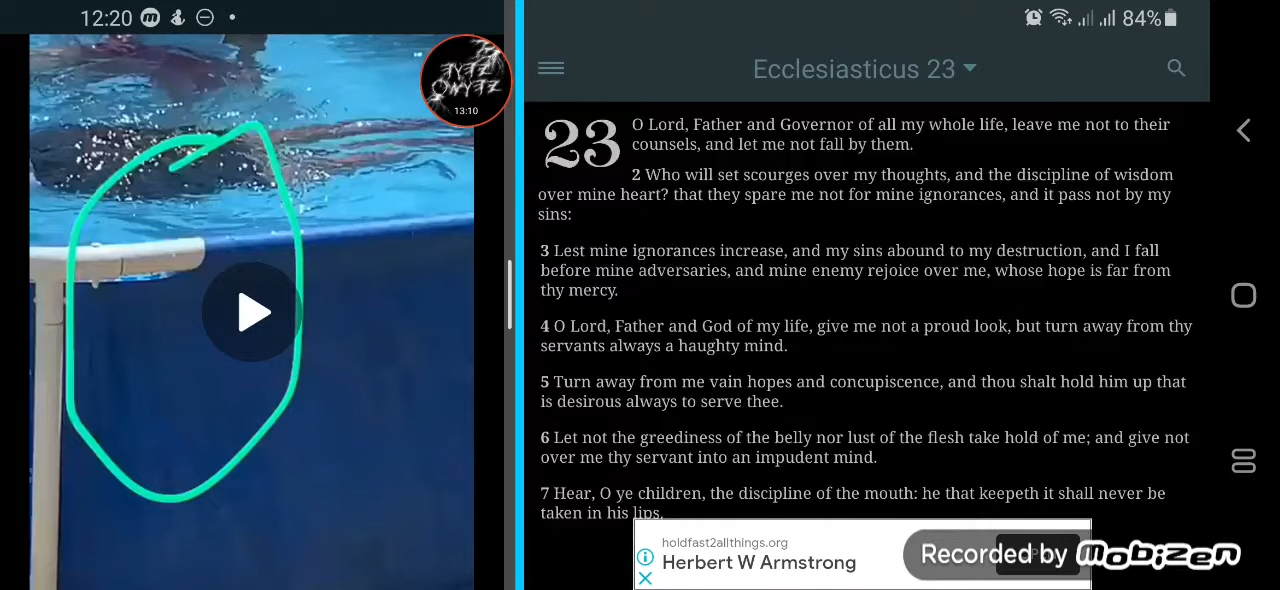 12:20
84%
EYEZ
13:10
Ecclesiasticus 23
23 O Lord, Father and Governor of all my whole life, leave me not to their
counsels, and let me not fall by them.
2 Who will set scourges over my thoughts, and the discipline of wisdom
over mine heart? that they spare me not for mine ignorances, and it pass not by my
sins:
3 Lest mine ignorances increase, and my sins abound to my destruction, and I fall
before mine adversaries, and mine enemy rejoice over me, whose hope is far from
thy mercy.
4 O Lord, Father and God of my life, give me not a proud look, but turn away from thy
servants always a haughty mind.
5 Turn away from me vain hopes and concupiscence, and thou shalt hold him up that
is desirous always to serve thee.
6 Let not the greediness of the belly nor lust of the flesh take hold of me; and give not
over me thy servant into an impudent mind.
7 Hear, O ye children, the discipline of the mouth: he that keepeth it shall never be
taken in his lips.
holdfast2allthings.org
Herbert W Armstrong
Recorded by Mobizen